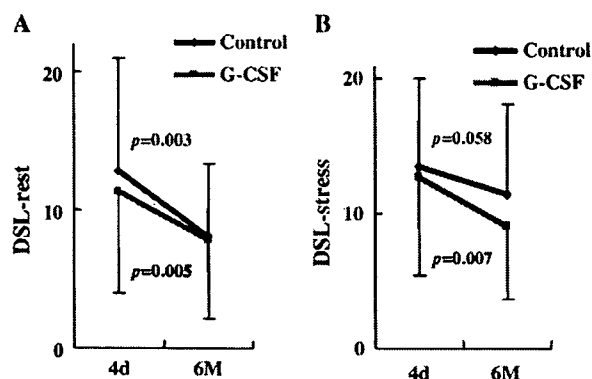 A
Control
G-CSF
DSL-rest
20
10
0
p=0.003
p=0.005
4d
6M
B
Control
G-CSF
DSL-stress
20
10
0
p=0.058
p=0.007
4d
6M